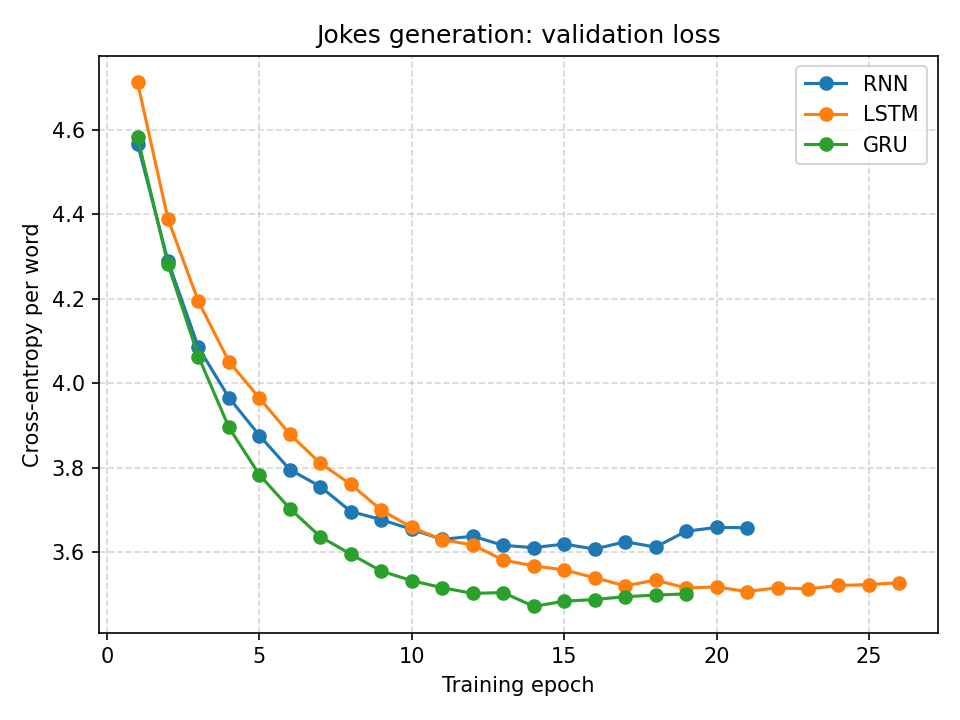 Jokes generation: validation loss
RNN
LSTM
GRU
Cross-entropy per word
4.6
4.4
4.2
4.0
3.8
3.6
0 5 10 15 20 25
Training epoch